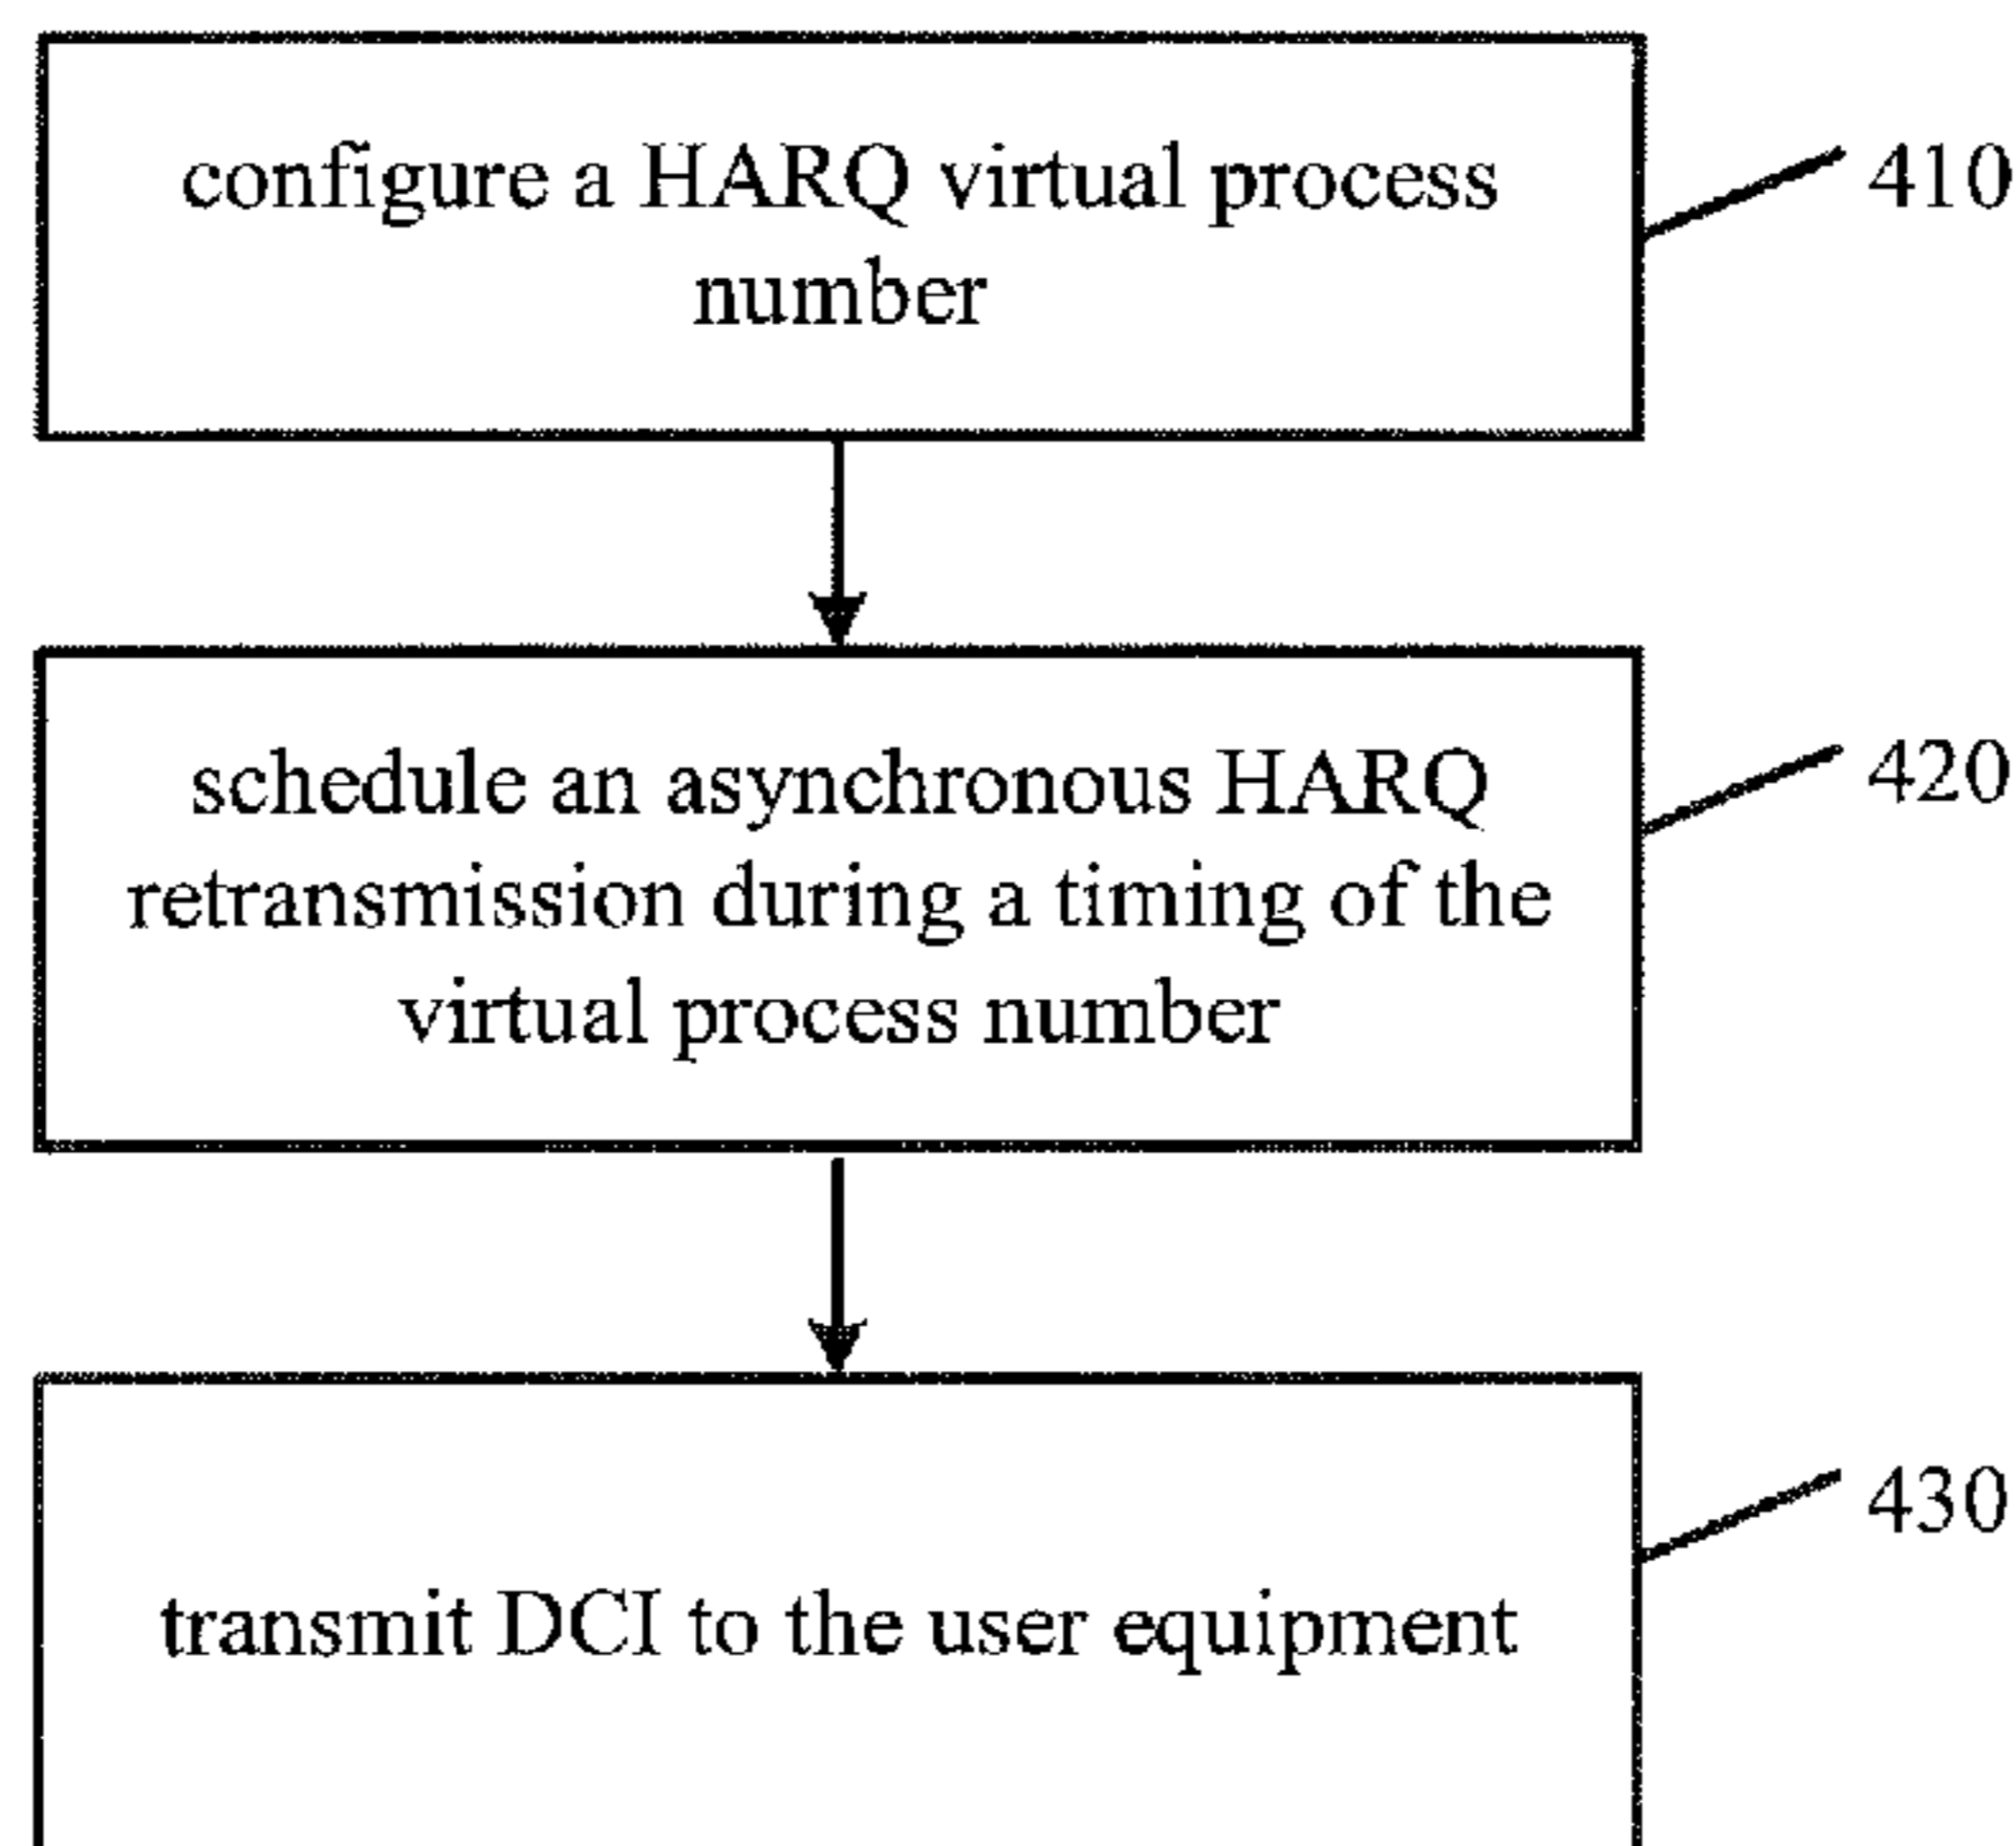 configure a HARQ virtual process
number
410
schedule an asynchronous HARQ
retransmission during a timing of the
virtual process number
420
transmit DCI to the user equipment
430